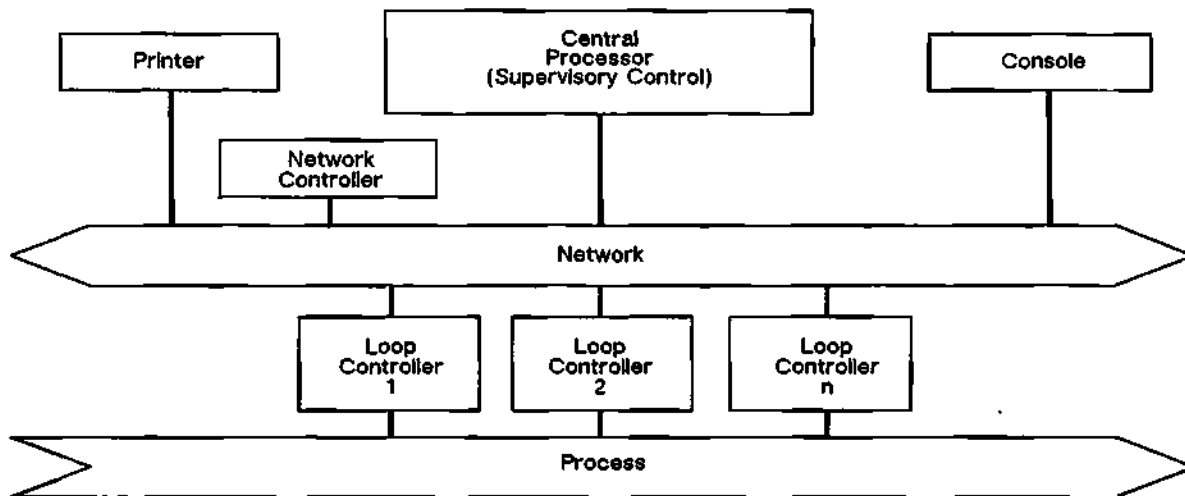 Printer
Central
Processor
(Supervisory Control)
Console
Network
Controller
Network
Loop
Controller
1
Loop
Controller
2
Loop
Controller
n
Process